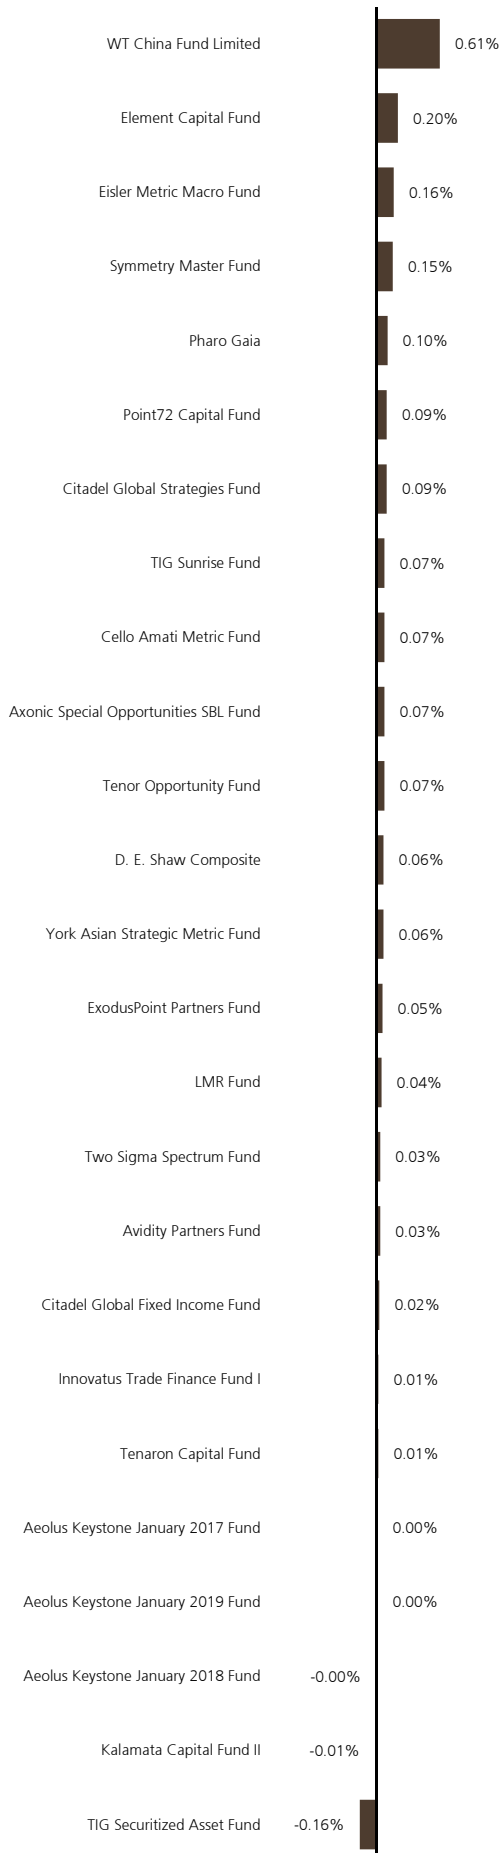 WT China Fund Limited 0.61%
Element Capital Fund 0.20%
Eisler Metric Macro Fund 0.16%
Symmetry Master Fund 0.15%
Pharo Gaia 0.10%
Point72 Capital Fund 0.09%
Citadel Global Strategies Fund 0.09%
TIG Sunrise Fund 0.07%
Cello Amati Metric Fund 0.07%
Axonic Special Opportunities SBL Fund 0.07%
Tenor Opportunity Fund 0.07%
D. E. Shaw Composite 0.06%
York Asian Strategic Metric Fund 0.06%
ExodusPoint Partners Fund 0.05%
LMR Fund 0.04%
Two Sigma Spectrum Fund 0.03%
Avidity Partners Fund 0.03%
Citadel Global Fixed Income Fund 0.02%
Innovatus Trade Finance Fund I 0.01%
Tenaron Capital Fund 0.01%
Aeolus Keystone January 2017 Fund 0.00%
Aeolus Keystone January 2019 Fund 0.00%
Aeolus Keystone January 2018 Fund -0.00%
Kalamata Capital Fund II -0.01%
TIG Securitized Asset Fund -0.16%